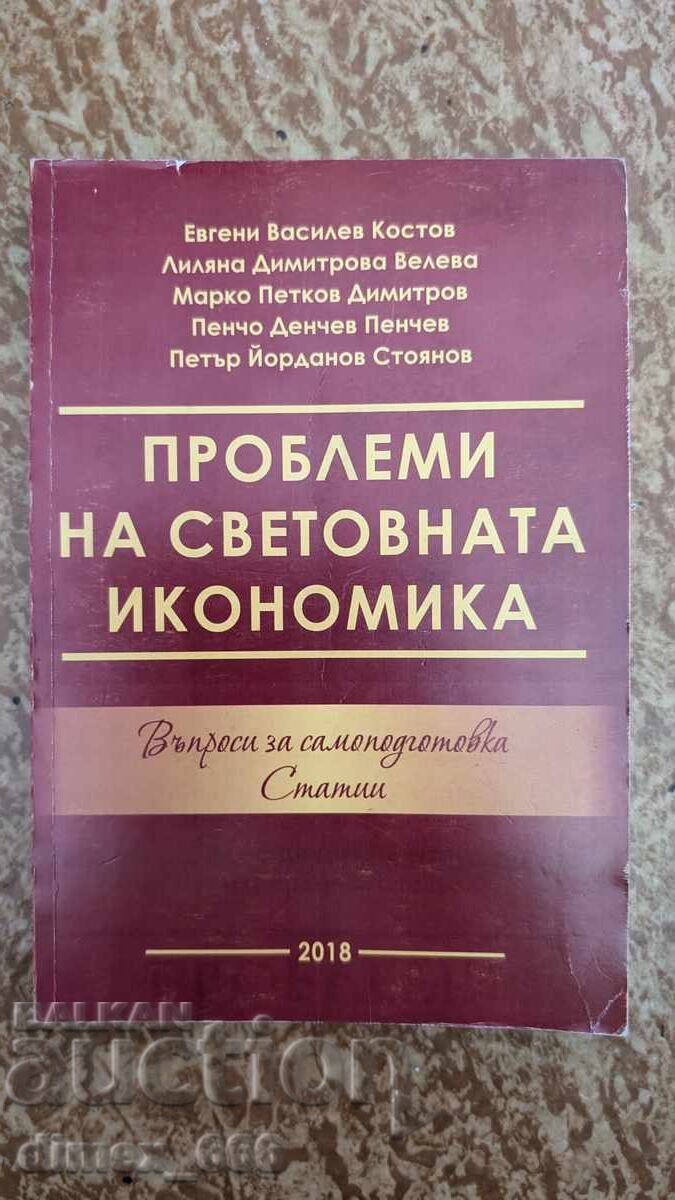 Евгени Василев Костов
Лиляна Димитрова Велева
Марко Петков Димитров
Пенчо Денчев Пенчев
Петър Йорданов Стоянов
ПРОБЛЕМИ
НА СВЕТОВНАТА
ИКОНОМИКА
Въпроси за самоподготовка
Статии
2018
BALKAN
auction
dimex_666